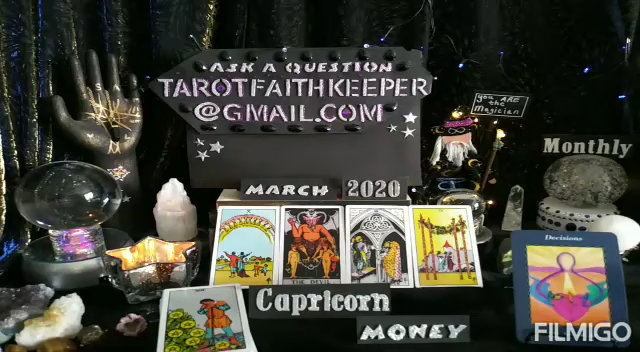 ASK A QUESTION
TAROTFAITHKEEPER
@GMAIL.COM
you ARE
the
Magician
Monthly
MARCH 2020
THE DEVIL
Decisions
Capricorn
MONEY
FILMIGO